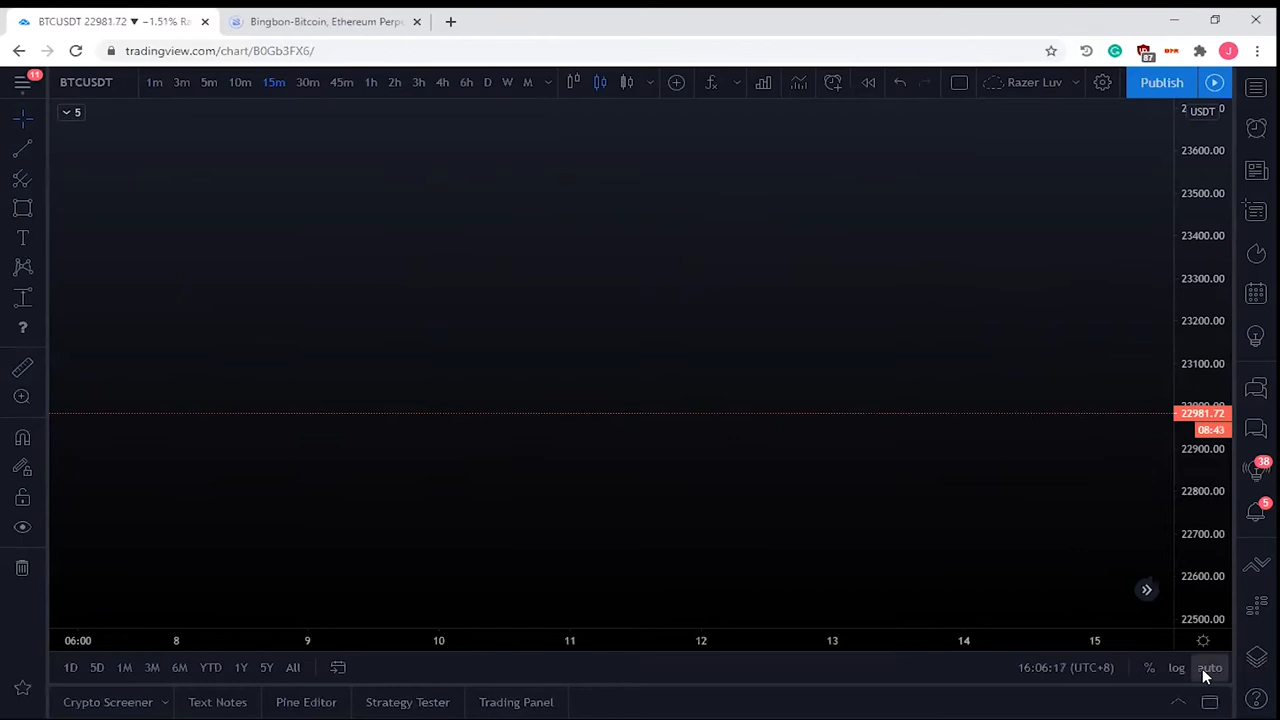 BTCUSDT 22981.72 ▼ −1.51% Ra
Bingbon-Bitcoin, Ethereum Perpe
tradingview.com/chart/B0Gb3FX6/
87
J
11
BTCUSDT
1m 3m 5m 10m 15m 30m 45m 1h 2h 3h 4h 6h D W M
Razer Luv
Publish
5
USDT
23600.00
23500.00
23400.00
23300.00
23200.00
23100.00
22981.72
08:43
22900.00
22800.00
22700.00
22600.00
22500.00
38
5
06:00 8 9 10 11 12 13 14 15
1D 5D 1M 3M 6M YTD 1Y 5Y All
16:06:17 (UTC+8) % log auto
Crypto Screener Text Notes Pine Editor Strategy Tester Trading Panel